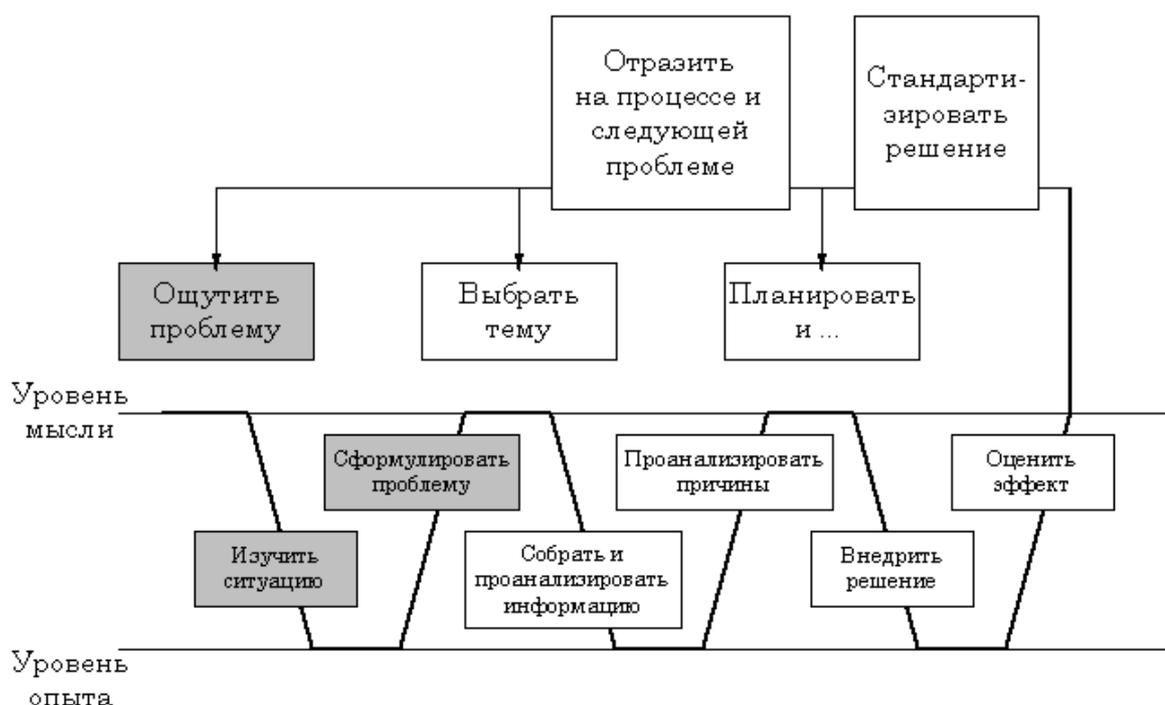 Отразить
на процессе и
следующей
проблеме
Стандарти-
зировать
решение
Ощутить
проблему
Выбрать
тему
Планировать
и ...
Уровень
мысли
Сформулировать
проблему
Проанализировать
причины
Оценить
эффект
Изучить
ситуацию
Собрать и
проанализировать
информацию
Внедрить
решение
Уровень
опыта